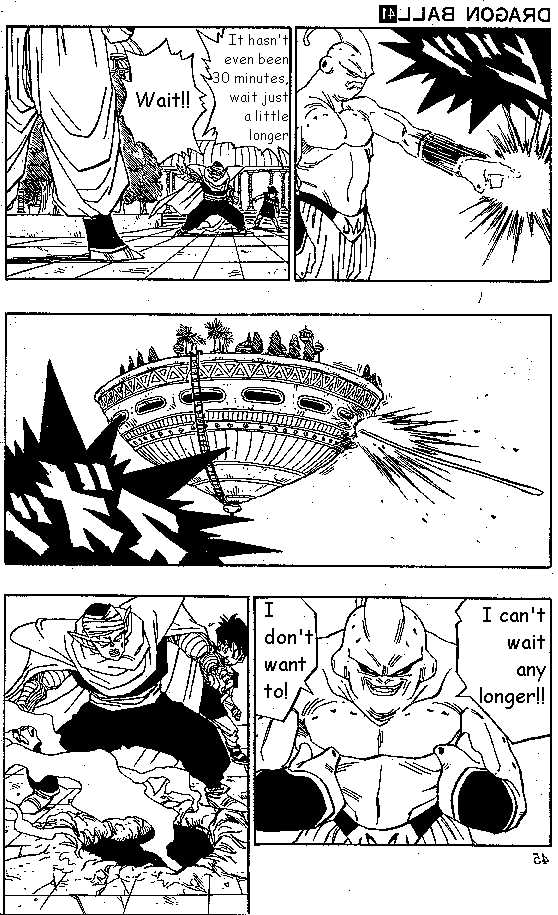 DRAGON BALL 41
Wait!!
It hasn't
even been
30 minutes,
wait just
a little
longer
I
don't
want
to!
I can't
wait
any
longer!!
45